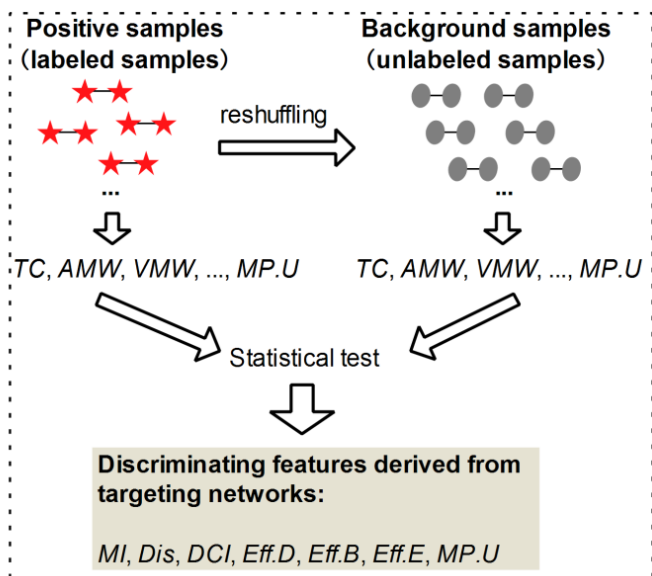 Positive samples
(labeled samples)
Background samples
(unlabeled samples)
reshuffling
...
...
TC, AMW, VMW, ..., MP.U
TC, AMW, VMW, ..., MP.U
Statistical test
Discriminating features derived from
targeting networks:
MI, Dis, DCI, Eff.D, Eff.B, Eff.E, MP.U